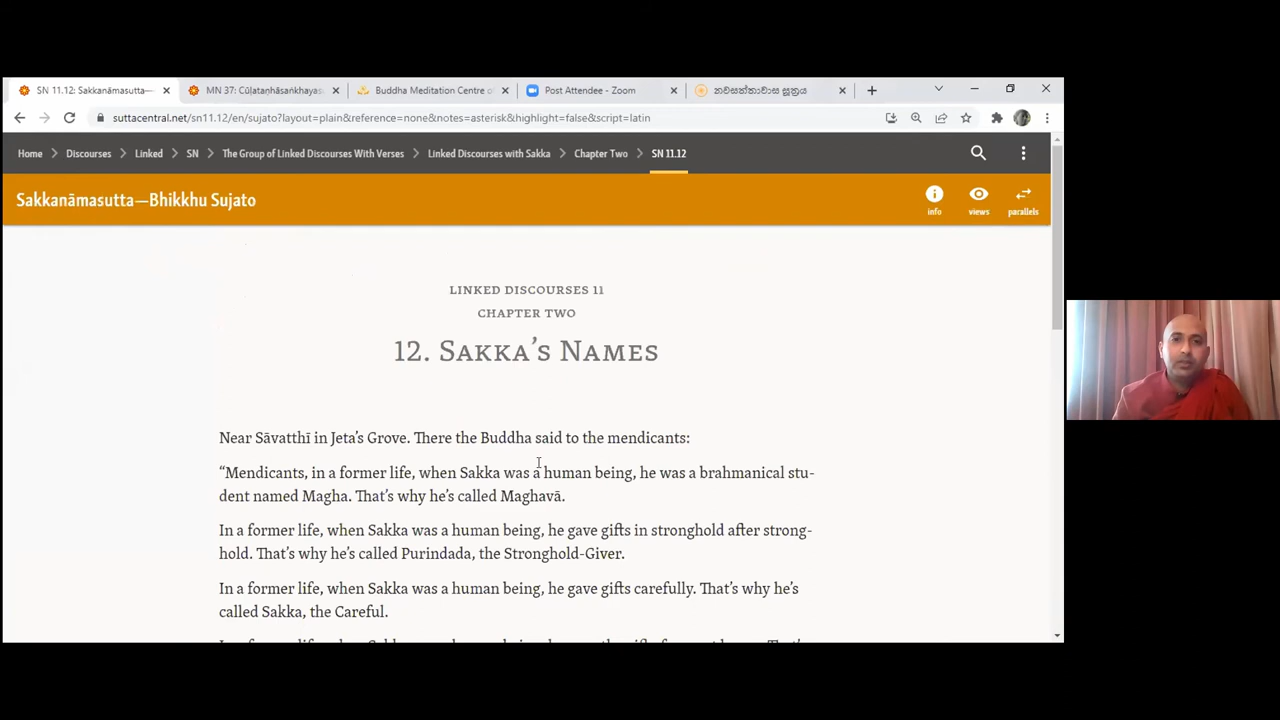 SN 11.12: Sakkanāmasutta—
MN 37: Cūḷataṇhāsaṅkhayas
Buddha Meditation Centre o
Post Attendee - Zoom
නවසත්තාවාස සූත්‍රය
suttacentral.net/sn11.12/en/sujato?layout=plain&reference=none&notes=asterisk&highlight=false&script=latin
Home
Discourses
Linked
SN
The Group of Linked Discourses With Verses
Linked Discourses with Sakka
Chapter Two
SN 11.12
Sakkanāmasutta—Bhikkhu Sujato
info
views
parallels
LINKED DISCOURSES 11
CHAPTER TWO
12. SAKKA’S NAMES
Near Sāvatthī in Jeta’s Grove. There the Buddha said to the mendicants:
“Mendicants, in a former life, when Sakka was a human being, he was a brahmanical stu-
dent named Magha. That’s why he’s called Maghavā.
In a former life, when Sakka was a human being, he gave gifts in stronghold after strong-
hold. That’s why he’s called Purindada, the Stronghold-Giver.
In a former life, when Sakka was a human being, he gave gifts carefully. That’s why he’s
called Sakka, the Careful.